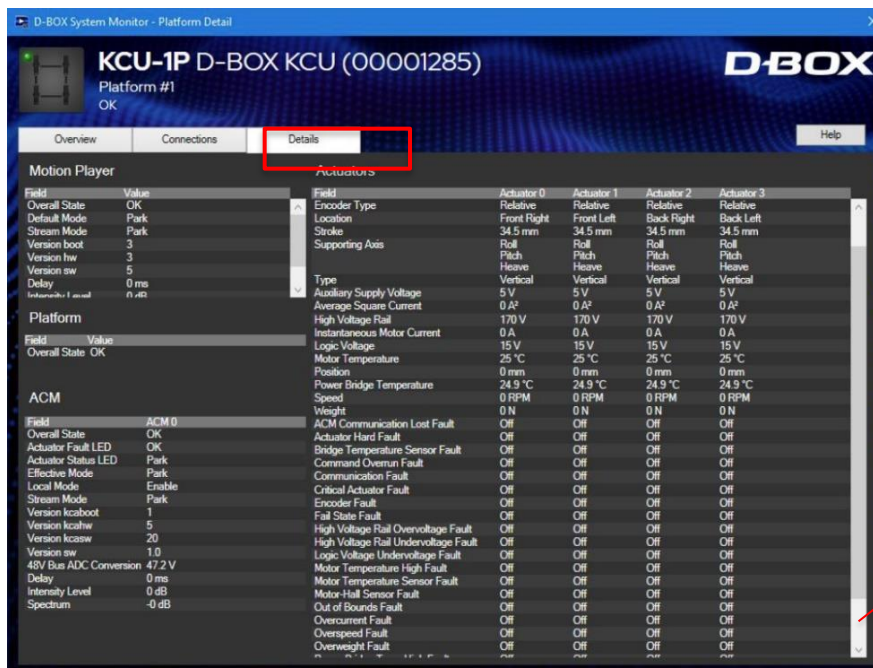 D-BOX System Monitor - Platform Detail
KCU-1P D-BOX KCU (00001285)
Platform #1
OK
D-BOX
Overview Connections Details Help
Motion Player
Field Value
Overall State OK
Default Mode Park
Stream Mode Park
Version boot 3
Version hw 3
Version sw 5
Delay 0 ms
Intensity Level 0 dB
Platform
Field Value
Overall State OK
ACM
Field ACM 0
Overall State OK
Actuator Fault LED OK
Actuator Status LED Park
Effective Mode Park
Local Mode Enable
Stream Mode Park
Version kcaboot 1
Version kcahw 5
Version kcasw 20
Version sw 1.0
48V Bus ADC Conversion 47.2 V
Delay 0 ms
Intensity Level 0 dB
Spectrum -0 dB
Actuators
Field Actuator 0 Actuator 1 Actuator 2 Actuator 3
Encoder Type Relative Relative Relative Relative
Location Front Right Front Left Back Right Back Left
Stroke 34.5 mm 34.5 mm 34.5 mm 34.5 mm
Supporting Axis Roll Roll Roll Roll
Pitch Pitch Pitch Pitch
Heave Heave Heave Heave
Type Vertical Vertical Vertical Vertical
Auxiliary Supply Voltage 5 V 5 V 5 V 5 V
Average Square Current 0 A² 0 A² 0 A² 0 A²
High Voltage Rail 170 V 170 V 170 V 170 V
Instantaneous Motor Current 0 A 0 A 0 A 0 A
Logic Voltage 15 V 15 V 15 V 15 V
Motor Temperature 25 °C 25 °C 25 °C 25 °C
Position 0 mm 0 mm 0 mm 0 mm
Power Bridge Temperature 24.9 °C 24.9 °C 24.9 °C 24.9 °C
Speed 0 RPM 0 RPM 0 RPM 0 RPM
Weight 0 N 0 N 0 N 0 N
ACM Communication Lost Fault Off Off Off Off
Actuator Hard Fault Off Off Off Off
Bridge Temperature Sensor Fault Off Off Off Off
Command Overrun Fault Off Off Off Off
Communication Fault Off Off Off Off
Critical Actuator Fault Off Off Off Off
Encoder Fault Off Off Off Off
Fail State Fault Off Off Off Off
High Voltage Rail Overvoltage Fault Off Off Off Off
High Voltage Rail Undervoltage Fault Off Off Off Off
Logic Voltage Undervoltage Fault Off Off Off Off
Motor Temperature High Fault Off Off Off Off
Motor Temperature Sensor Fault Off Off Off Off
Motor-Hall Sensor Fault Off Off Off Off
Out of Bounds Fault Off Off Off Off
Overcurrent Fault Off Off Off Off
Overspeed Fault Off Off Off Off
Overweight Fault Off Off Off Off